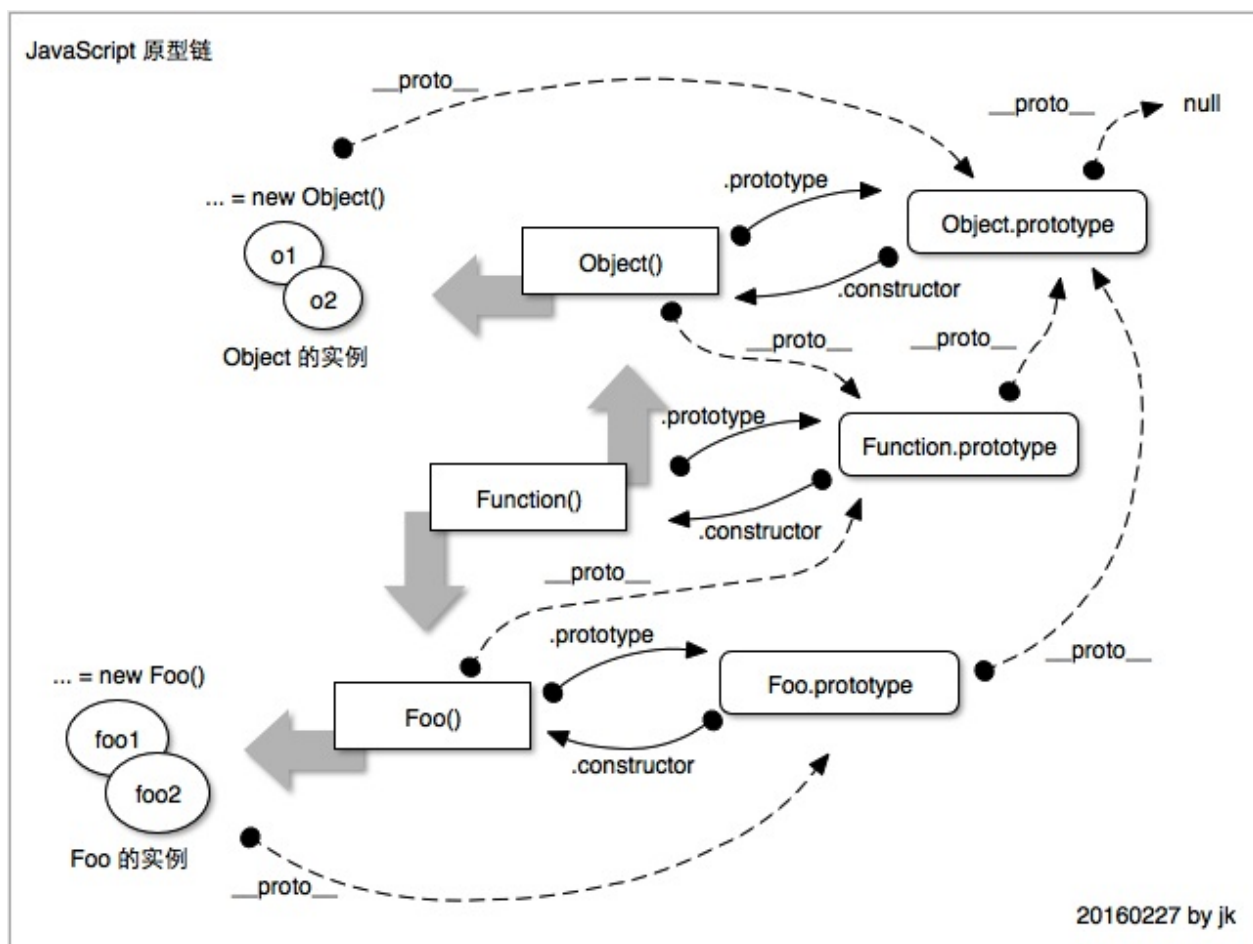 JavaScript 原型链
__proto__
__proto__
null
... = new Object()
.prototype
Object.prototype
o1
Object()
o2
.constructor
Object 的实例
__proto__
__proto__
.prototype
Function.prototype
Function()
.constructor
__proto__
.prototype
__proto__
... = new Foo()
Foo.prototype
Foo()
foo1
.constructor
foo2
Foo 的实例
__proto__
20160227 by jk